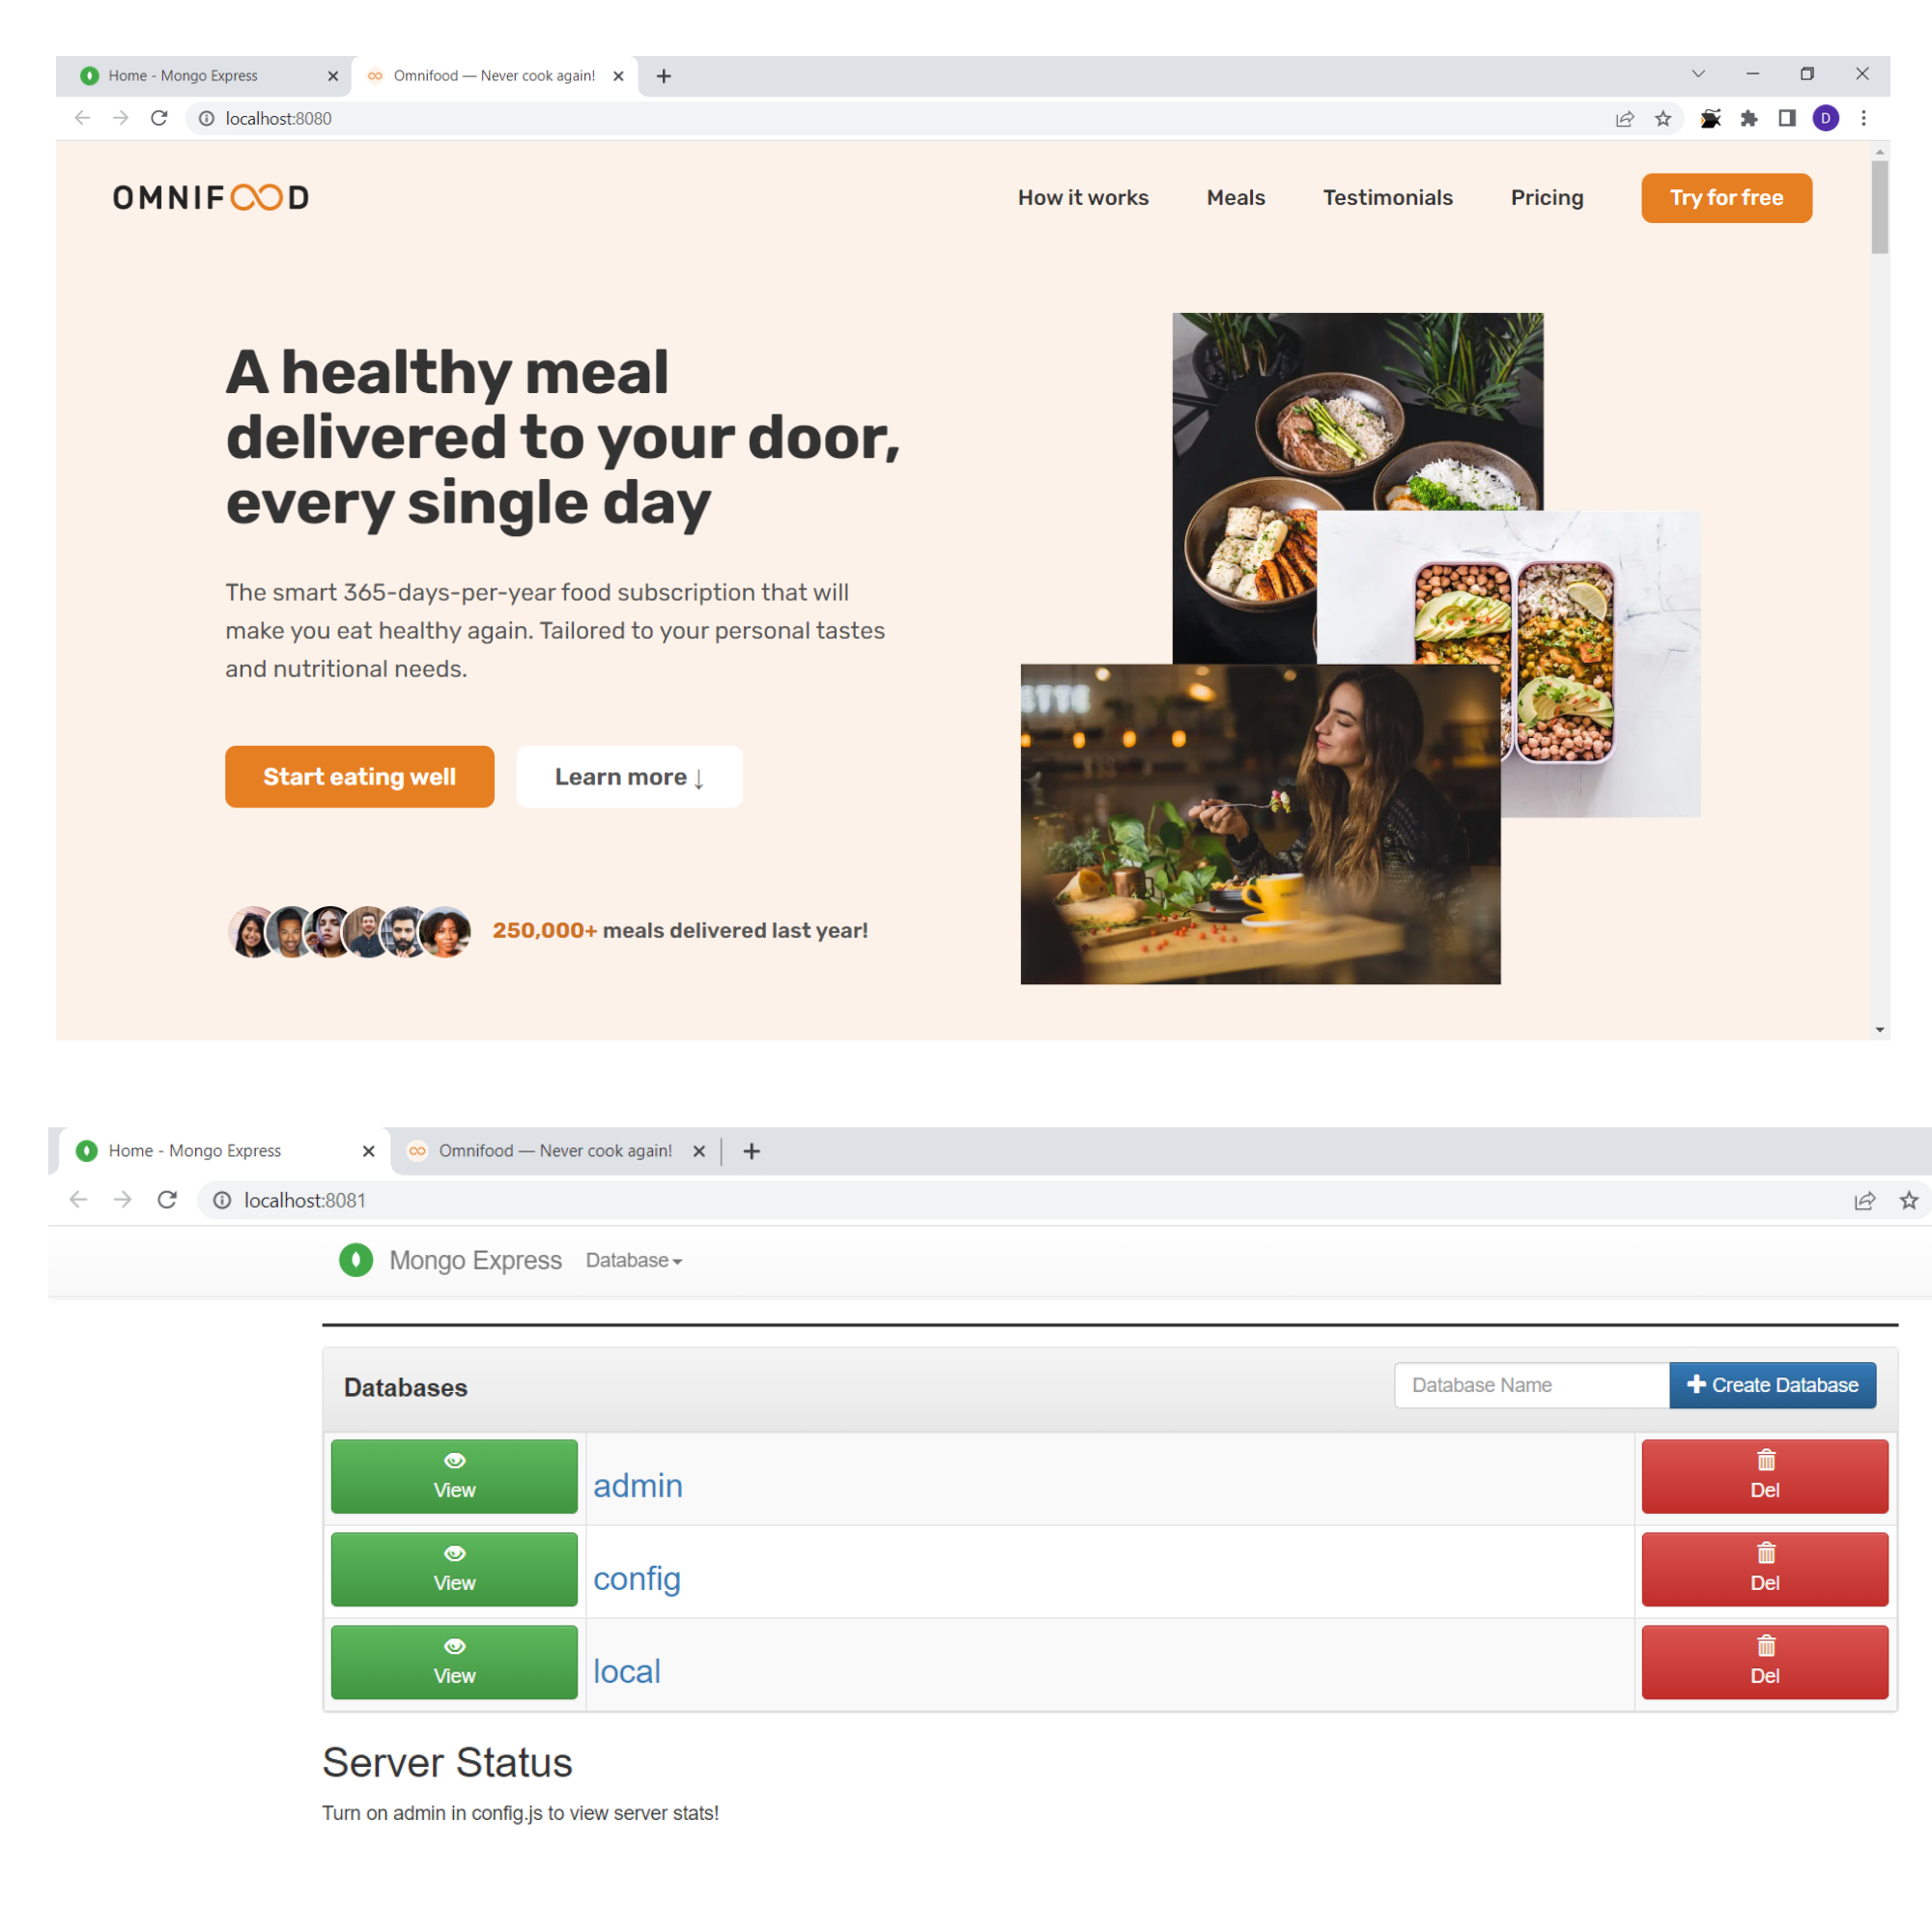 Home - Mongo Express
Omnifood — Never cook again!
localhost:8080
D
OMNIFOOD
How it works
Meals
Testimonials
Pricing
Try for free
A healthy meal
delivered to your door,
every single day
The smart 365-days-per-year food subscription that will
make you eat healthy again. Tailored to your personal tastes
and nutritional needs.
Start eating well
Learn more ↓
250,000+ meals delivered last year!
Home - Mongo Express
Omnifood — Never cook again!
localhost:8081
Mongo Express
Database
Databases
Database Name
Create Database
View
admin
Del
View
config
Del
View
local
Del
Server Status
Turn on admin in config.js to view server stats!